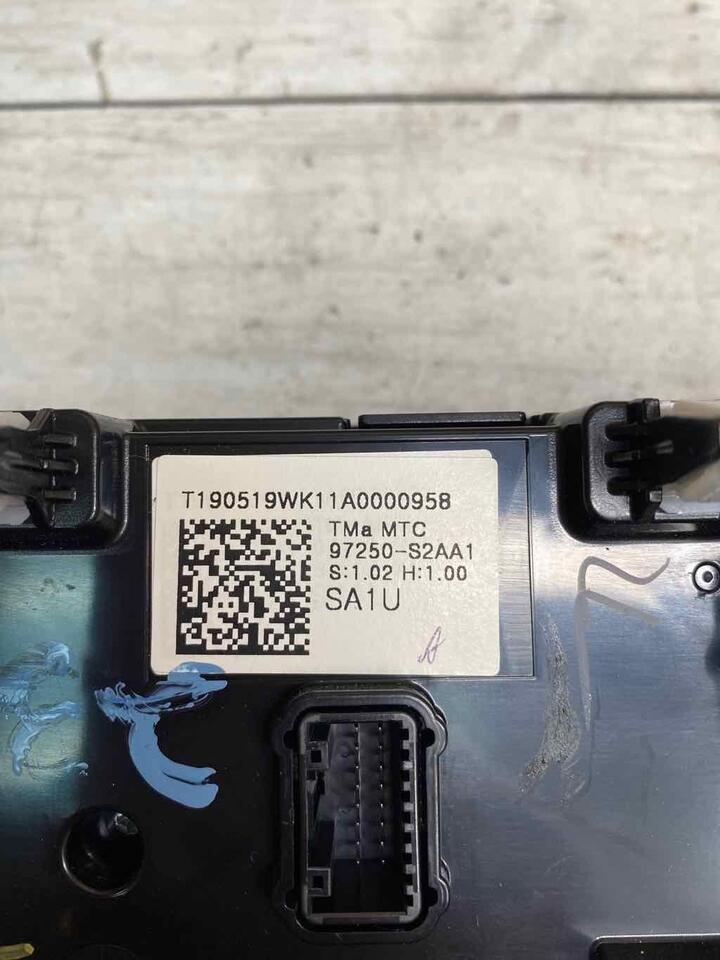 T190519WK11A0000958
TMa MTC
97250-S2AA1
S:1.02 H:1.00
SA1U